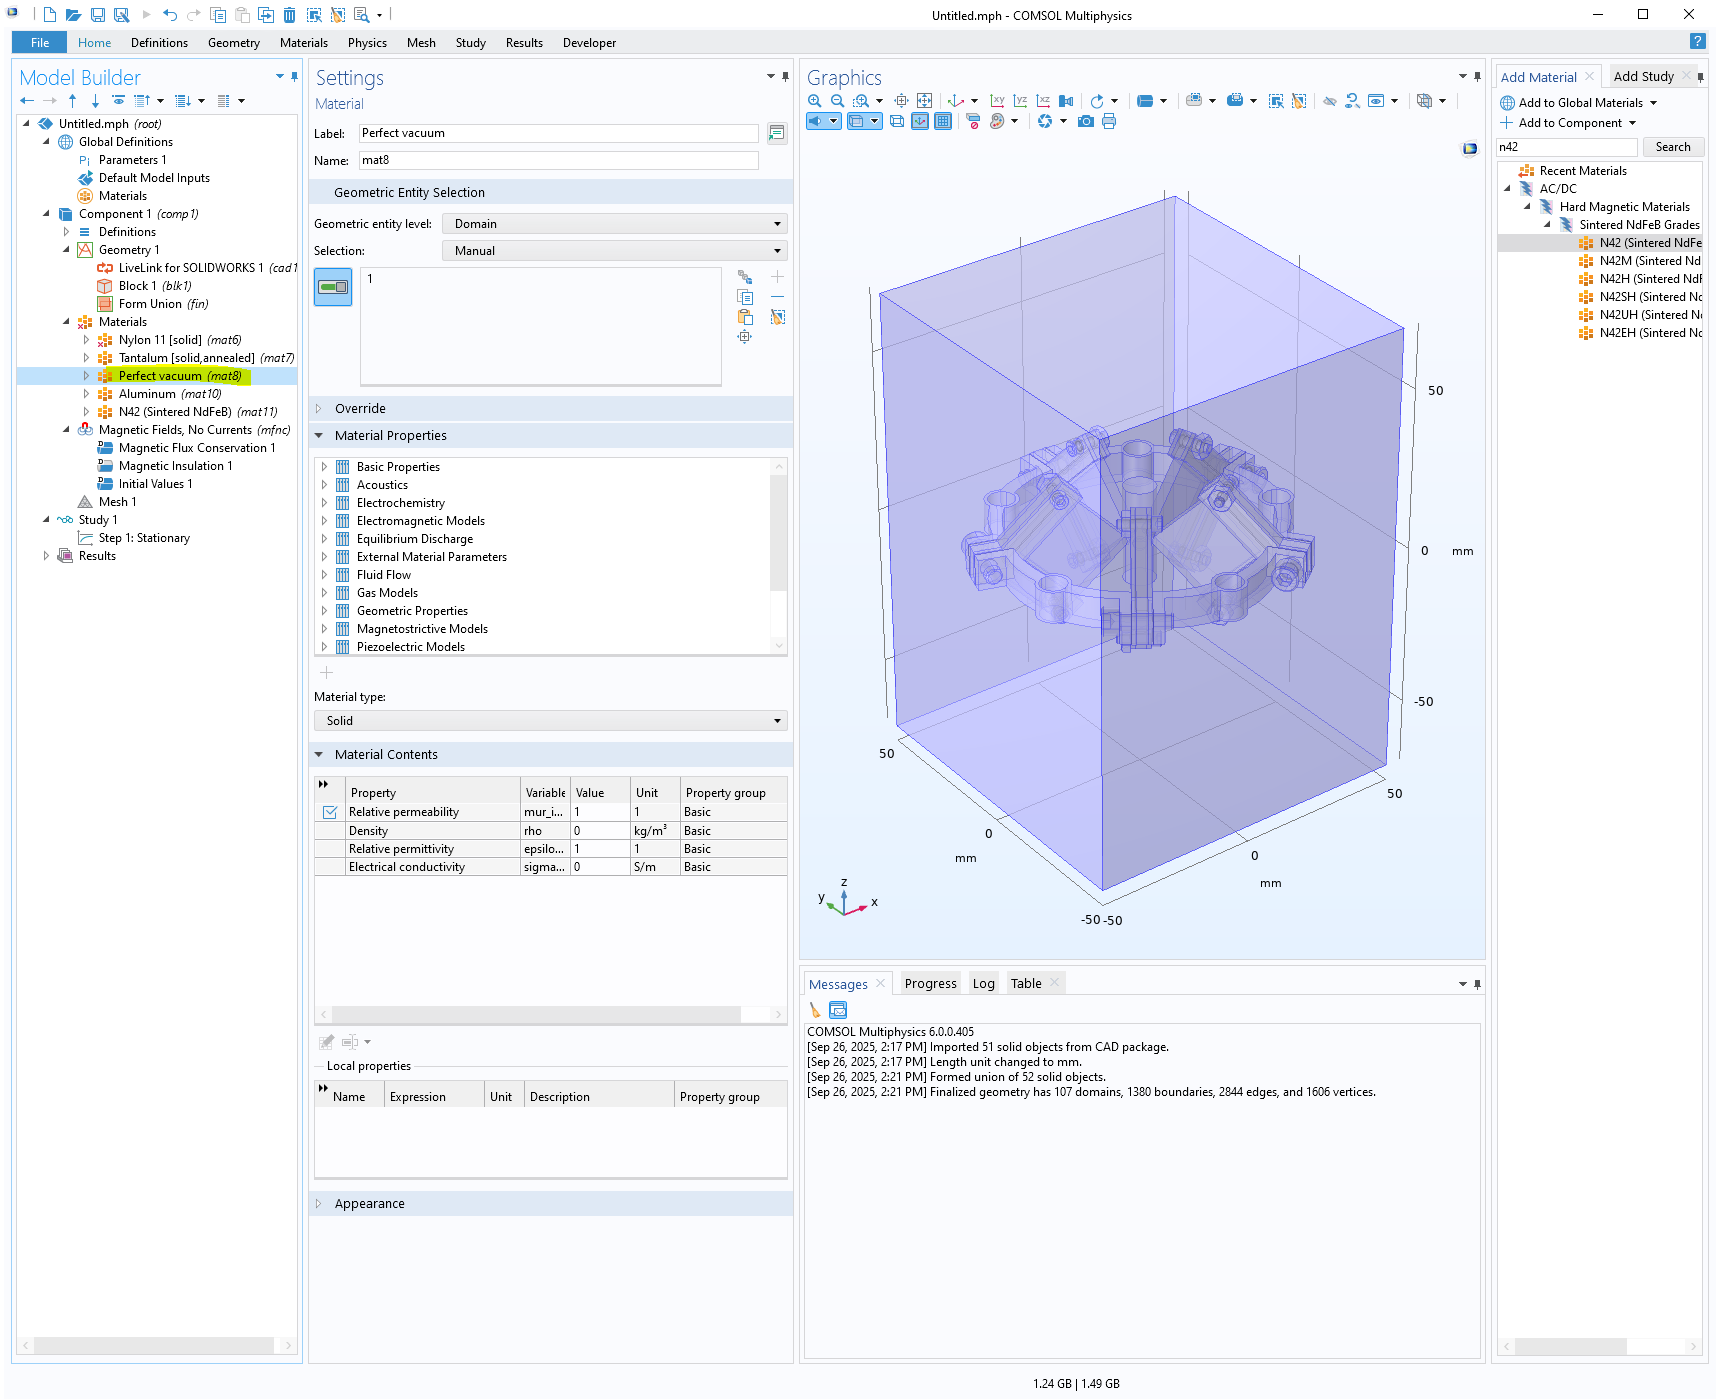 Untitled.mph - COMSOL Multiphysics
File Home Definitions Geometry Materials Physics Mesh Study Results Developer
?
Model Builder
Untitled.mph (root)
Global Definitions
Pi Parameters 1
Default Model Inputs
Materials
Component 1 (comp1)
Definitions
Geometry 1
LiveLink for SOLIDWORKS 1 (cad1
Block 1 (blk1)
Form Union (fin)
Materials
Nylon 11 [solid] (mat6)
Tantalum [solid,annealed] (mat7)
Perfect vacuum (mat8)
Aluminum (mat10)
N42 (Sintered NdFeB) (mat11)
Magnetic Fields, No Currents (mfnc)
Magnetic Flux Conservation 1
Magnetic Insulation 1
Initial Values 1
Mesh 1
Study 1
Step 1: Stationary
Results
Settings
Material
Label: Perfect vacuum
Name: mat8
Geometric Entity Selection
Geometric entity level: Domain
Selection: Manual
1
Override
Material Properties
Basic Properties
Acoustics
Electrochemistry
Electromagnetic Models
Equilibrium Discharge
External Material Parameters
Fluid Flow
Gas Models
Geometric Properties
Magnetostrictive Models
Piezoelectric Models
Material type:
Solid
Material Contents
Property Variable Value Unit Property group
Relative permeability mur_i... 1 1 Basic
Density rho 0 kg/m³ Basic
Relative permittivity epsilo... 1 1 Basic
Electrical conductivity sigma... 0 S/m Basic
Local properties
Name Expression Unit Description Property group
Appearance
Graphics
xy yz xz
50
0 mm
-50
50
0
mm
50
0
mm
-50 -50
z
y
x
Messages Progress Log Table
COMSOL Multiphysics 6.0.0.405
[Sep 26, 2025, 2:17 PM] Imported 51 solid objects from CAD package.
[Sep 26, 2025, 2:17 PM] Length unit changed to mm.
[Sep 26, 2025, 2:21 PM] Formed union of 52 solid objects.
[Sep 26, 2025, 2:21 PM] Finalized geometry has 107 domains, 1380 boundaries, 2844 edges, and 1606 vertices.
Add Material Add Study
Add to Global Materials
Add to Component
n42 Search
Recent Materials
AC/DC
Hard Magnetic Materials
Sintered NdFeB Grades
N42 (Sintered NdFe
N42M (Sintered Nd
N42H (Sintered NdF
N42SH (Sintered Nd
N42UH (Sintered N
N42EH (Sintered Nd
1.24 GB | 1.49 GB